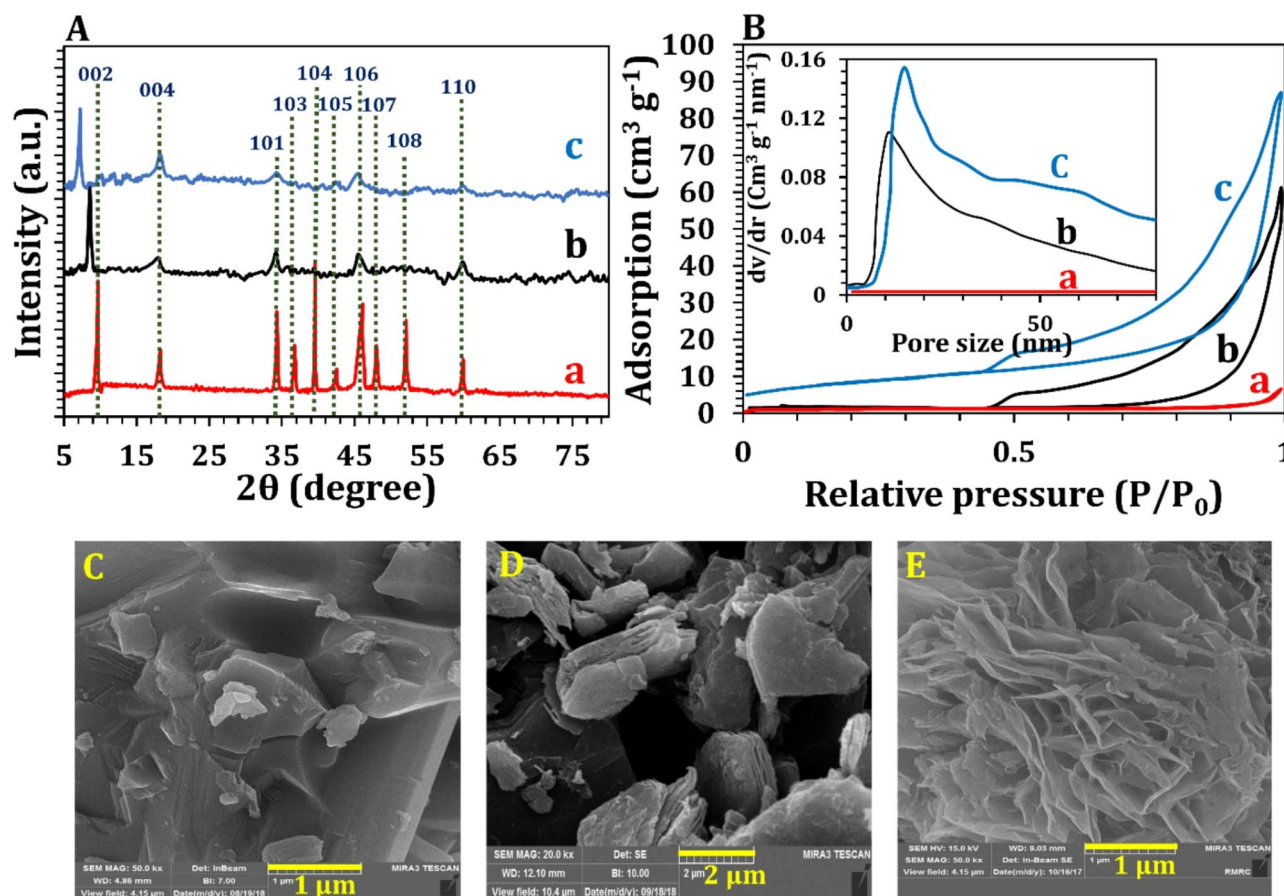 A
002
004
101
103
104
105
106
107
108
110
c
b
a
Intensity (a.u.)
5
15
25
35
45
55
65
75
2θ (degree)
B
100
90
80
70
60
50
40
30
20
10
0
Adsorption (cm³ g⁻¹)
0
0.5
1
Relative pressure (P/P₀)
c
b
a
0.16
0.12
0.08
0.04
0
dv/dr (Cm³ g⁻¹ nm⁻¹)
0
50
Pore size (nm)
C
b
a
C
SEM MAG: 50.0 kx Det: InBeam
WD: 4.86 mm BI: 7.00 1 µm 1 µm MIRA3 TESCAN
View field: 4.15 µm Date(m/d/y): 08/19/18
D
SEM MAG: 20.0 kx Det: SE MIRA3 TESCAN
WD: 12.10 mm BI: 10.00 2 µm 2 µm
View field: 10.4 µm Date(m/d/y): 09/18/18
E
SEM HV: 15.0 kV WD: 9.03 mm MIRA3 TESCAN
SEM MAG: 50.0 kx Det: In-Beam SE 1 µm 1 µm
View field: 4.15 µm Date(m/d/y): 10/16/17 RMRC